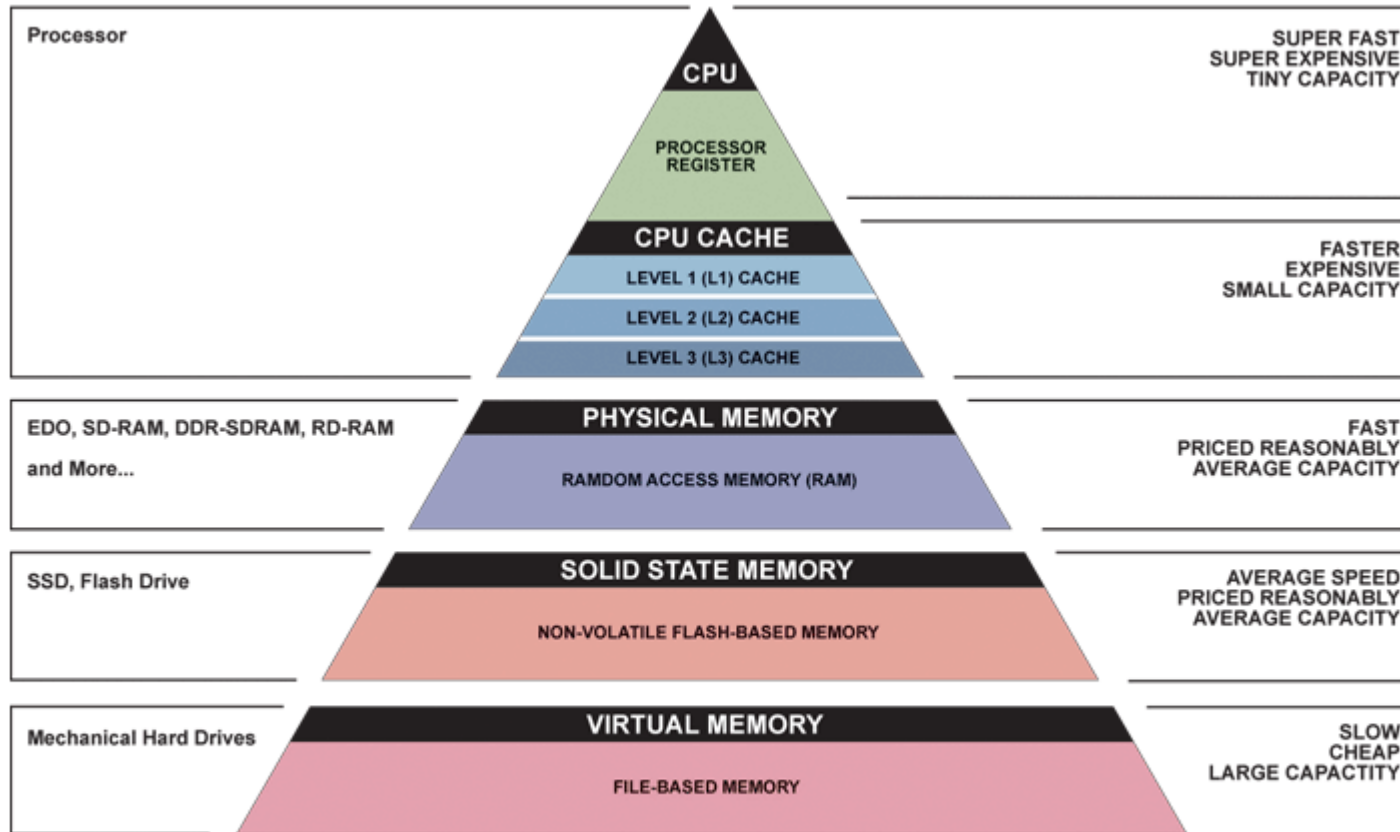 Processor
CPU
SUPER FAST
SUPER EXPENSIVE
TINY CAPACITY
PROCESSOR
REGISTER
CPU CACHE
LEVEL 1 (L1) CACHE
LEVEL 2 (L2) CACHE
LEVEL 3 (L3) CACHE
FASTER
EXPENSIVE
SMALL CAPACITY
EDO, SD-RAM, DDR-SDRAM, RD-RAM
and More...
PHYSICAL MEMORY
RAMDOM ACCESS MEMORY (RAM)
FAST
PRICED REASONABLY
AVERAGE CAPACITY
SSD, Flash Drive
SOLID STATE MEMORY
NON-VOLATILE FLASH-BASED MEMORY
AVERAGE SPEED
PRICED REASONABLY
AVERAGE CAPACITY
Mechanical Hard Drives
VIRTUAL MEMORY
FILE-BASED MEMORY
SLOW
CHEAP
LARGE CAPACTITY